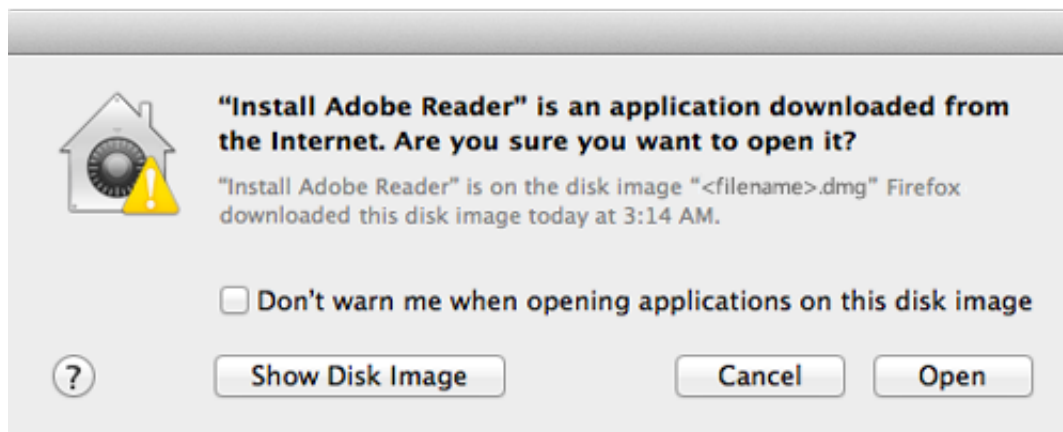 “Install Adobe Reader” is an application downloaded from
the Internet. Are you sure you want to open it?
“Install Adobe Reader” is on the disk image “<filename>.dmg” Firefox
downloaded this disk image today at 3:14 AM.
Don’t warn me when opening applications on this disk image
? Show Disk Image Cancel Open